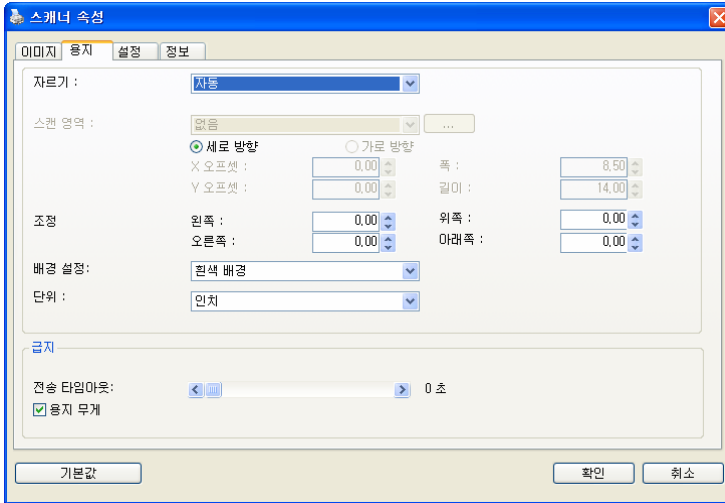 스캐너 속성
이미지 용지 설정 정보
자르기 : 자동
스캔 영역 : 없음 ...
세로 방향 가로 방향
X 오프셋 : 0,00 폭 : 8,50
Y 오프셋 : 0,00 길이 : 14,00
조정 왼쪽 : 0,00 위쪽 : 0,00
오른쪽 : 0,00 아래쪽 : 0,00
배경 설정: 흰색 배경
단위 : 인치
급지
전송 타임아웃: 0 초
용지 무게
기본값 확인 취소